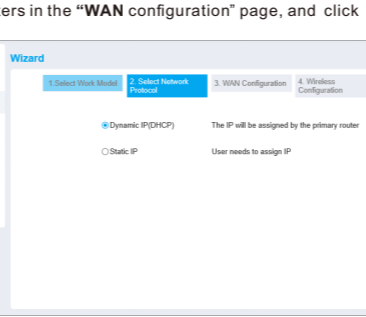 ters in the “WAN configuration” page, and click
Wizard
1.Select Work Model
2. Select Network
Protocol
3. WAN Configuration
4. Wireless
Configuration
Dynamic IP(DHCP)
The IP will be assigned by the primary router
Static IP
User needs to assign IP